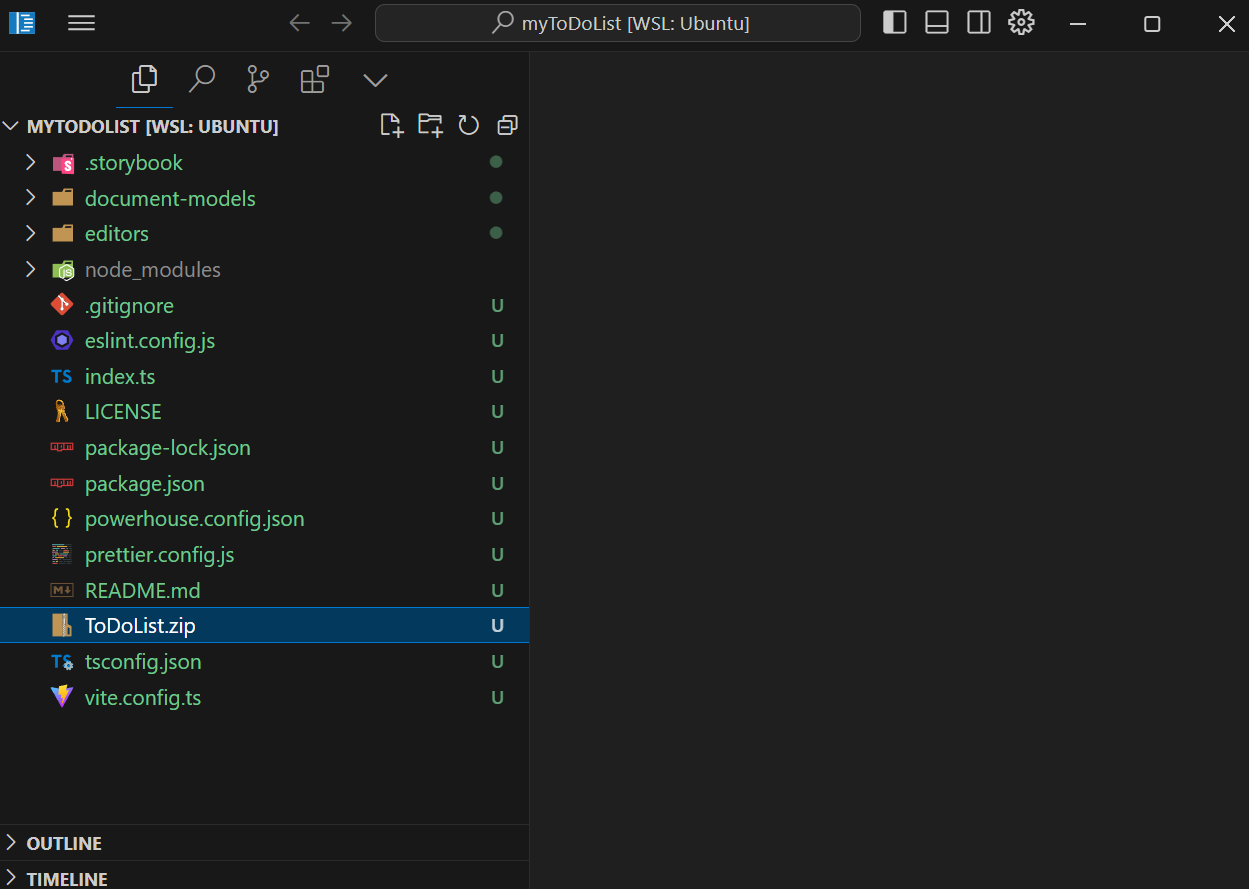 myToDoList [WSL: Ubuntu]
MYTODOLIST [WSL: UBUNTU]
.storybook
document-models
editors
node_modules
.gitignore U
eslint.config.js U
TS index.ts U
LICENSE U
package-lock.json U
package.json U
{ } powerhouse.config.json U
prettier.config.js U
README.md U
ToDoList.zip U
TS tsconfig.json U
vite.config.ts U
OUTLINE
TIMELINE